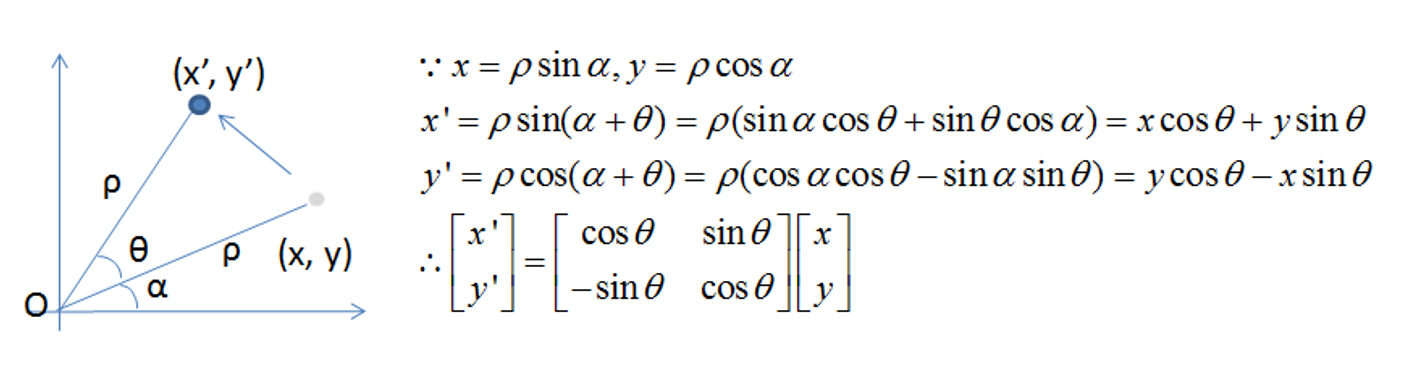 (x’, y’)
ρ
θ
ρ (x, y)
α
O
∵ x = ρ sin α, y = ρ cos α
x' = ρ sin(α + θ) = ρ(sin α cos θ + sin θ cos α) = x cos θ + y sin θ
y' = ρ cos(α + θ) = ρ(cos α cos θ − sin α sin θ) = y cos θ − x sin θ
∴ [x' y'] = [cos θ sin θ −sin θ cos θ] [x y]